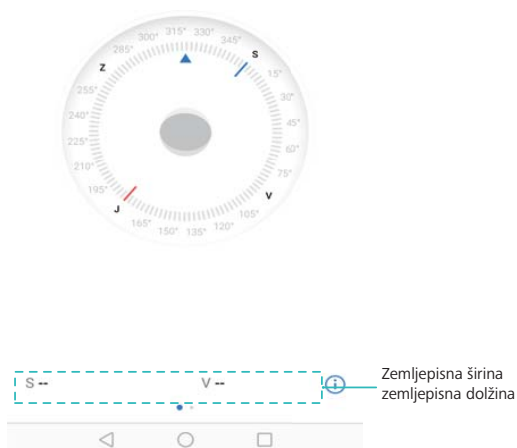 300° 315° 330° 345°
285° S
Z 15°
255° 30°
240° 45°
225° 60°
210° 75°
195° V
J 105°
165° 150° 135° 120°
S -- V --
Zemljepisna širina
zemljepisna dolžina